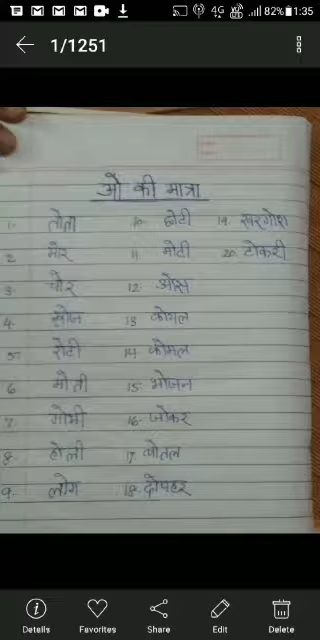 4G 82% 1:35
1/1251
ओ की मात्रा
1. तोता 10. छोटी 19. खरगोश
2 मोर 11 मोटी 20. टोकरी
3. चोर 12. ओस
4. खोज 13 कोयल
5. रोटी 14. कोमल
6 मोती 15. भोजन
7 गोभी 16. जोकर
8. होली 17. बोतल
9. लोग 18. दोपहर
Details Favorites Share Edit Delete